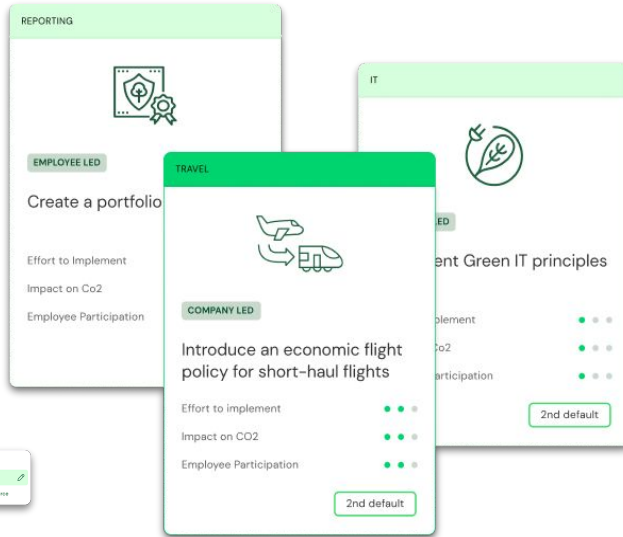 REPORTING
EMPLOYEE LED
Create a portfolio
Effort to Implement
Impact on Co2
Employee Participation
TRAVEL
COMPANY LED
Introduce an economic flight
policy for short-haul flights
Effort to implement
Impact on CO2
Employee Participation
2nd default
IT
ED
ent Green IT principles
plement
Co2
articipation
2nd default